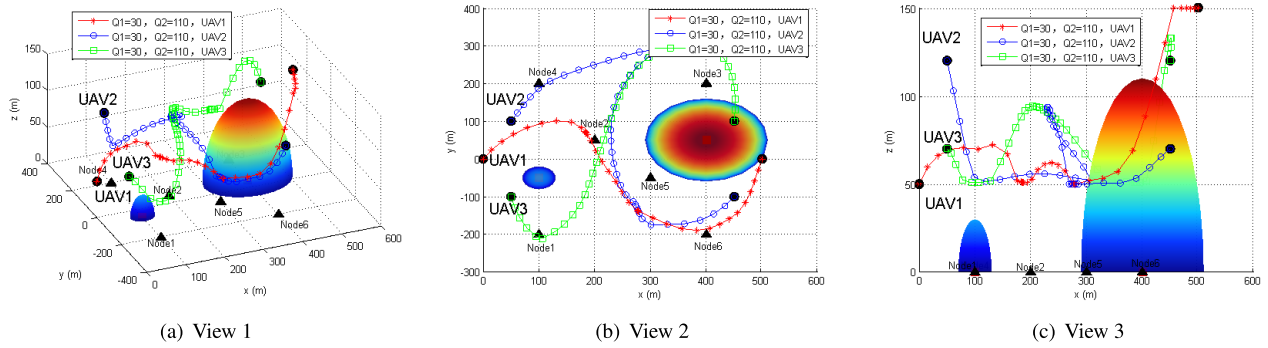 Q1=30, Q2=110, UAV1
Q1=30, Q2=110, UAV2
Q1=30, Q2=110, UAV3
150
100
50
0
z (m)
400
200
0
-200
-400
y (m)
0
100
200
300
400
500
600
x (m)
UAV2
UAV3
UAV1
Node4
Node2
Node1
Node5
Node6
(a) View 1
Q1=30, Q2=110, UAV1
Q1=30, Q2=110, UAV2
Q1=30, Q2=110, UAV3
400
300
200
100
0
-100
-200
-300
y (m)
0
100
200
300
400
500
600
x (m)
Node4
Node3
UAV2
Node2
UAV1
Node5
UAV3
Node1
Node6
(b) View 2
Q1=30, Q2=110, UAV1
Q1=30, Q2=110, UAV2
Q1=30, Q2=110, UAV3
150
100
50
0
z (m)
0
100
200
300
400
500
600
x (m)
UAV2
UAV3
UAV1
Node1
Node2
Node5
Node6
(c) View 3